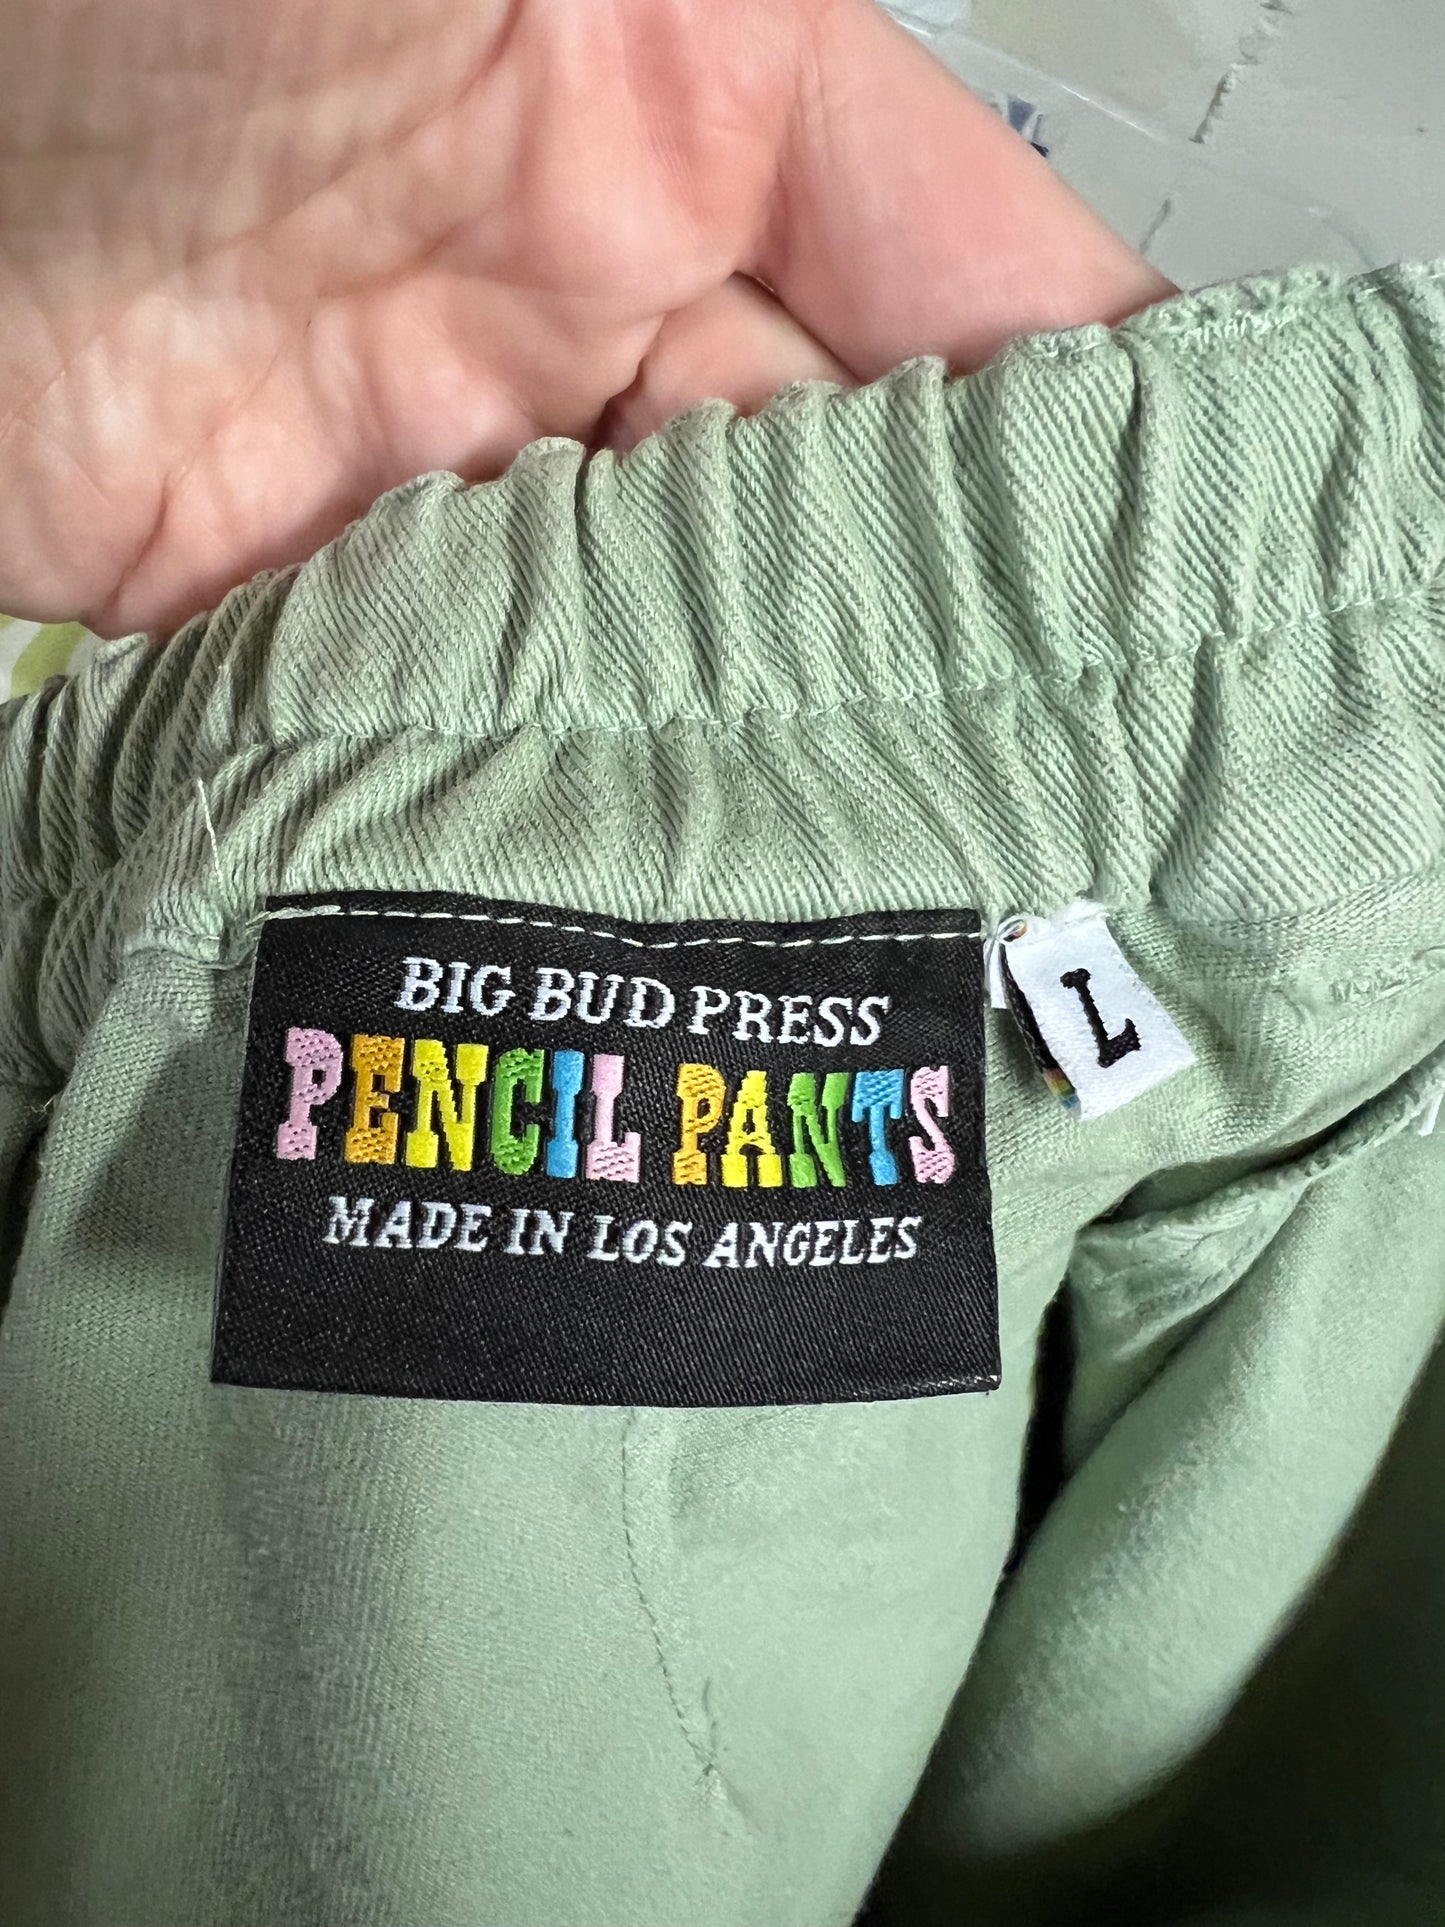 BIG BUD PRESS
PENCIL PANTS
MADE IN LOS ANGELES
L